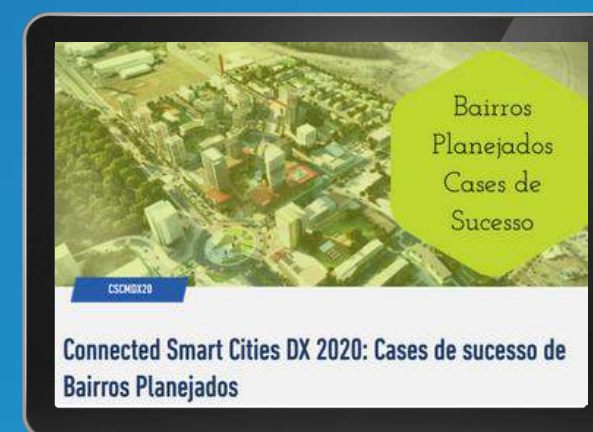 Bairros
Planejados
Cases de
Sucesso
CSCMDX20
Connected Smart Cities DX 2020: Cases de sucesso de
Bairros Planejados